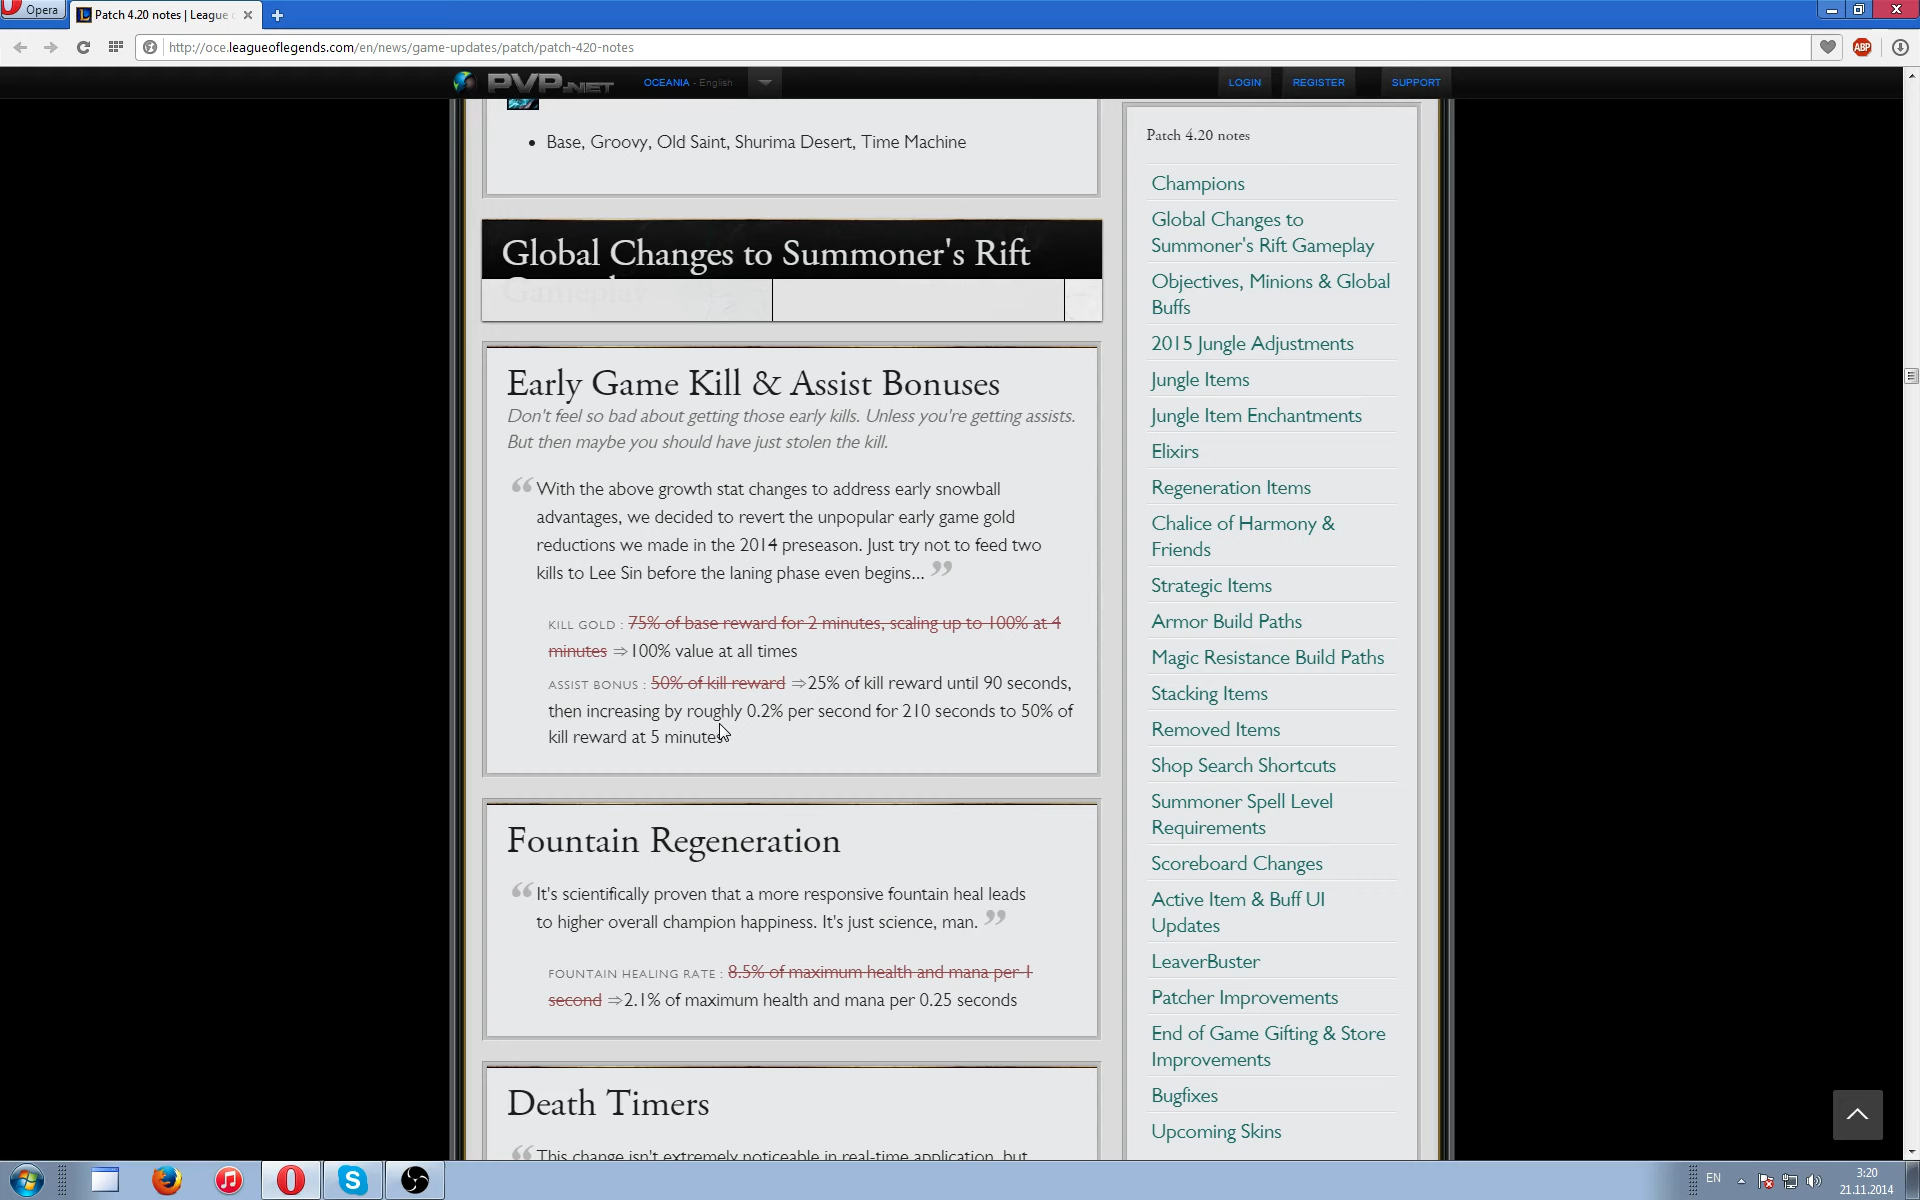 Opera
Patch 4.20 notes | League
http://oce.leagueoflegends.com/en/news/game-updates/patch/patch-420-notes
ABP
PVP.NET
OCEANIA - English
LOGIN
REGISTER
SUPPORT
• Base, Groovy, Old Saint, Shurima Desert, Time Machine
Global Changes to Summoner's Rift
Gameplay
Early Game Kill & Assist Bonuses
Don't feel so bad about getting those early kills. Unless you're getting assists.
But then maybe you should have just stolen the kill.
“With the above growth stat changes to address early snowball
advantages, we decided to revert the unpopular early game gold
reductions we made in the 2014 preseason. Just try not to feed two
kills to Lee Sin before the laning phase even begins... ”
KILL GOLD : 75% of base reward for 2 minutes, scaling up to 100% at 4
minutes ⇒100% value at all times
ASSIST BONUS : 50% of kill reward ⇒25% of kill reward until 90 seconds,
then increasing by roughly 0.2% per second for 210 seconds to 50% of
kill reward at 5 minutes
Fountain Regeneration
“It's scientifically proven that a more responsive fountain heal leads
to higher overall champion happiness. It's just science, man. ”
FOUNTAIN HEALING RATE : 8.5% of maximum health and mana per 1
second ⇒2.1% of maximum health and mana per 0.25 seconds
Death Timers
“This change isn't extremely noticeable in real-time application, but
Patch 4.20 notes
Champions
Global Changes to
Summoner's Rift Gameplay
Objectives, Minions & Global
Buffs
2015 Jungle Adjustments
Jungle Items
Jungle Item Enchantments
Elixirs
Regeneration Items
Chalice of Harmony &
Friends
Strategic Items
Armor Build Paths
Magic Resistance Build Paths
Stacking Items
Removed Items
Shop Search Shortcuts
Summoner Spell Level
Requirements
Scoreboard Changes
Active Item & Buff UI
Updates
LeaverBuster
Patcher Improvements
End of Game Gifting & Store
Improvements
Bugfixes
Upcoming Skins
EN
3:20
21.11.2014